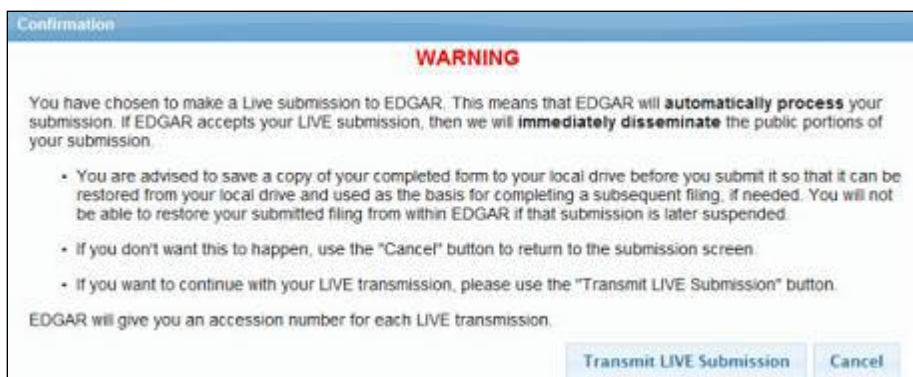 Confirmation
WARNING
You have chosen to make a Live submission to EDGAR. This means that EDGAR will automatically process your
submission. If EDGAR accepts your LIVE submission, then we will immediately disseminate the public portions of
your submission.
• You are advised to save a copy of your completed form to your local drive before you submit it so that it can be
restored from your local drive and used as the basis for completing a subsequent filing, if needed. You will not
be able to restore your submitted filing from within EDGAR if that submission is later suspended.
• If you don't want this to happen, use the "Cancel" button to return to the submission screen.
• If you want to continue with your LIVE transmission, please use the "Transmit LIVE Submission" button.
EDGAR will give you an accession number for each LIVE transmission.
Transmit LIVE Submission Cancel